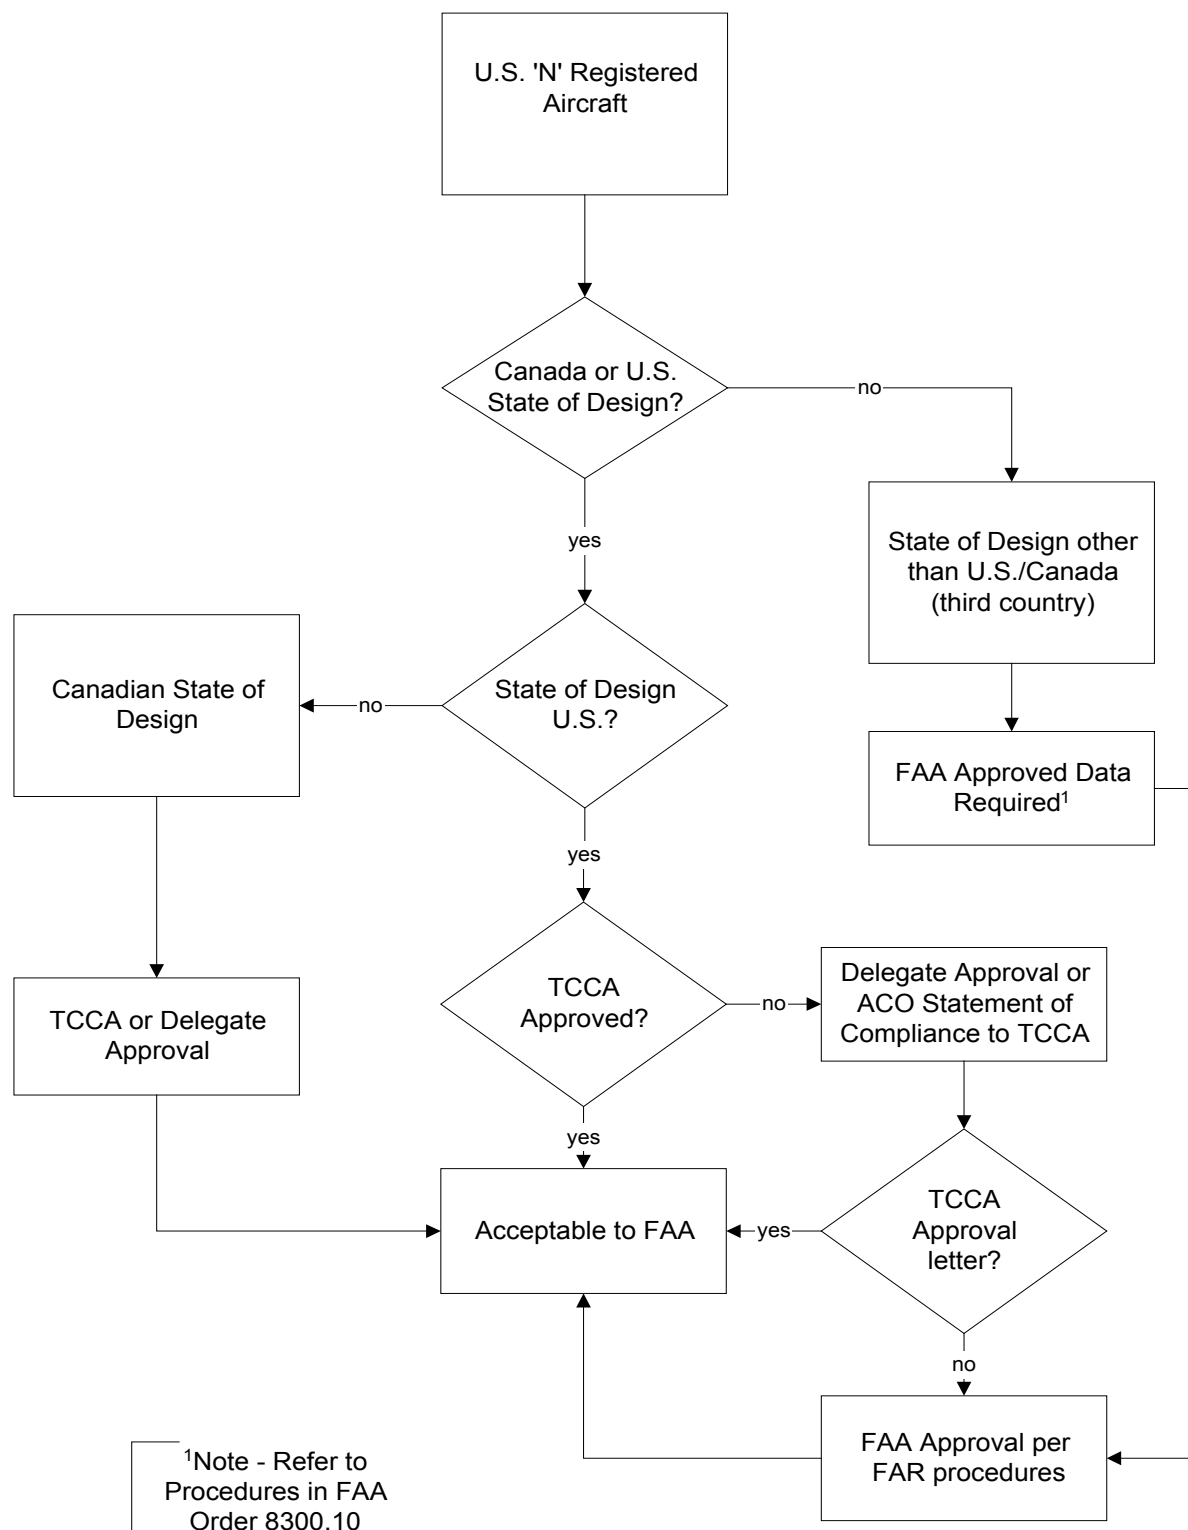 U.S. 'N' Registered
Aircraft
Canada or U.S.
State of Design?
no
yes
State of Design other
than U.S./Canada
(third country)
Canadian State of
Design
no
State of Design
U.S.?
FAA Approved Data
Required¹
yes
TCCA
Approved?
no
Delegate Approval or
ACO Statement of
Compliance to TCCA
TCCA or Delegate
Approval
yes
Acceptable to FAA
yes
TCCA
Approval
letter?
no
FAA Approval per
FAR procedures
¹Note - Refer to
Procedures in FAA
Order 8300.10